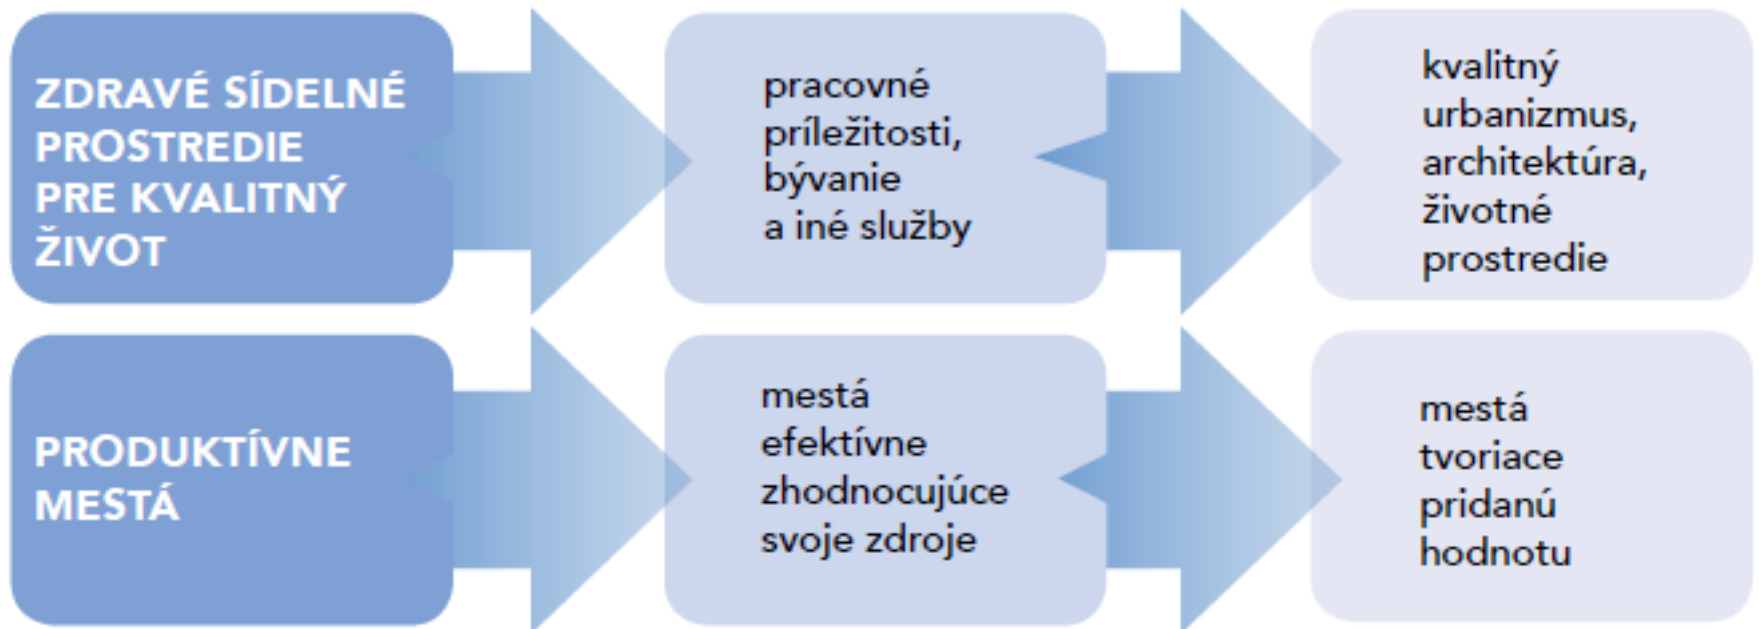 ZDRAVÉ SÍDELNÉ
PROSTREDIE
PRE KVALITNÝ
ŽIVOT
pracovné
príležitosti,
bývanie
a iné služby
kvalitný
urbanizmus,
architektúra,
životné
prostredie
PRODUKTÍVNE
MESTÁ
mestá
efektívne
zhodnocujúce
svoje zdroje
mestá
tvoriace
pridanú
hodnotu